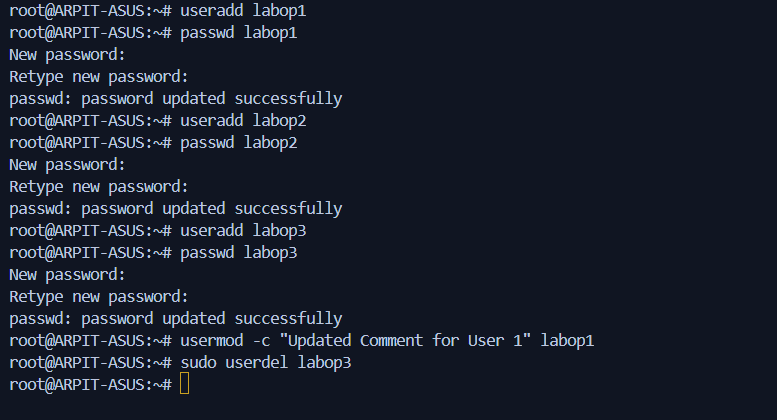 root@ARPIT-ASUS:~# useradd labop1
root@ARPIT-ASUS:~# passwd labop1
New password:
Retype new password:
passwd: password updated successfully
root@ARPIT-ASUS:~# useradd labop2
root@ARPIT-ASUS:~# passwd labop2
New password:
Retype new password:
passwd: password updated successfully
root@ARPIT-ASUS:~# useradd labop3
root@ARPIT-ASUS:~# passwd labop3
New password:
Retype new password:
passwd: password updated successfully
root@ARPIT-ASUS:~# usermod -c "Updated Comment for User 1" labop1
root@ARPIT-ASUS:~# sudo userdel labop3
root@ARPIT-ASUS:~#